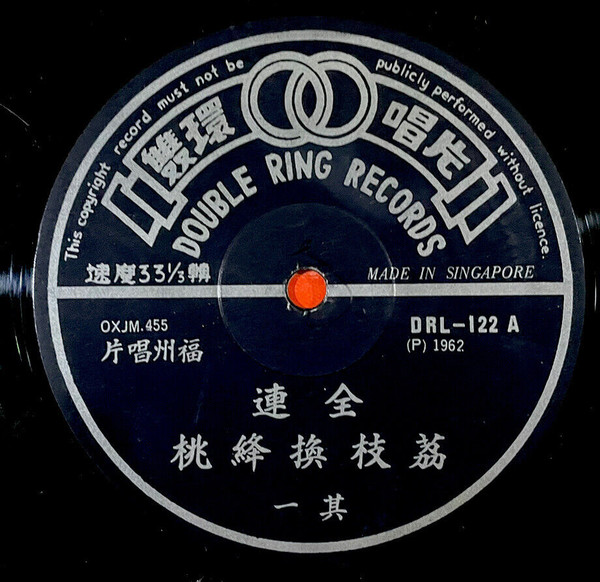 This copyright record must not be publicly performed without licence.
雙環唱片
DOUBLE RING RECORDS
速度33⅓轉
MADE IN SINGAPORE
OXJM.455
福州唱片
DRL-122 A
(P) 1962
全連
荔枝換絳桃
其一